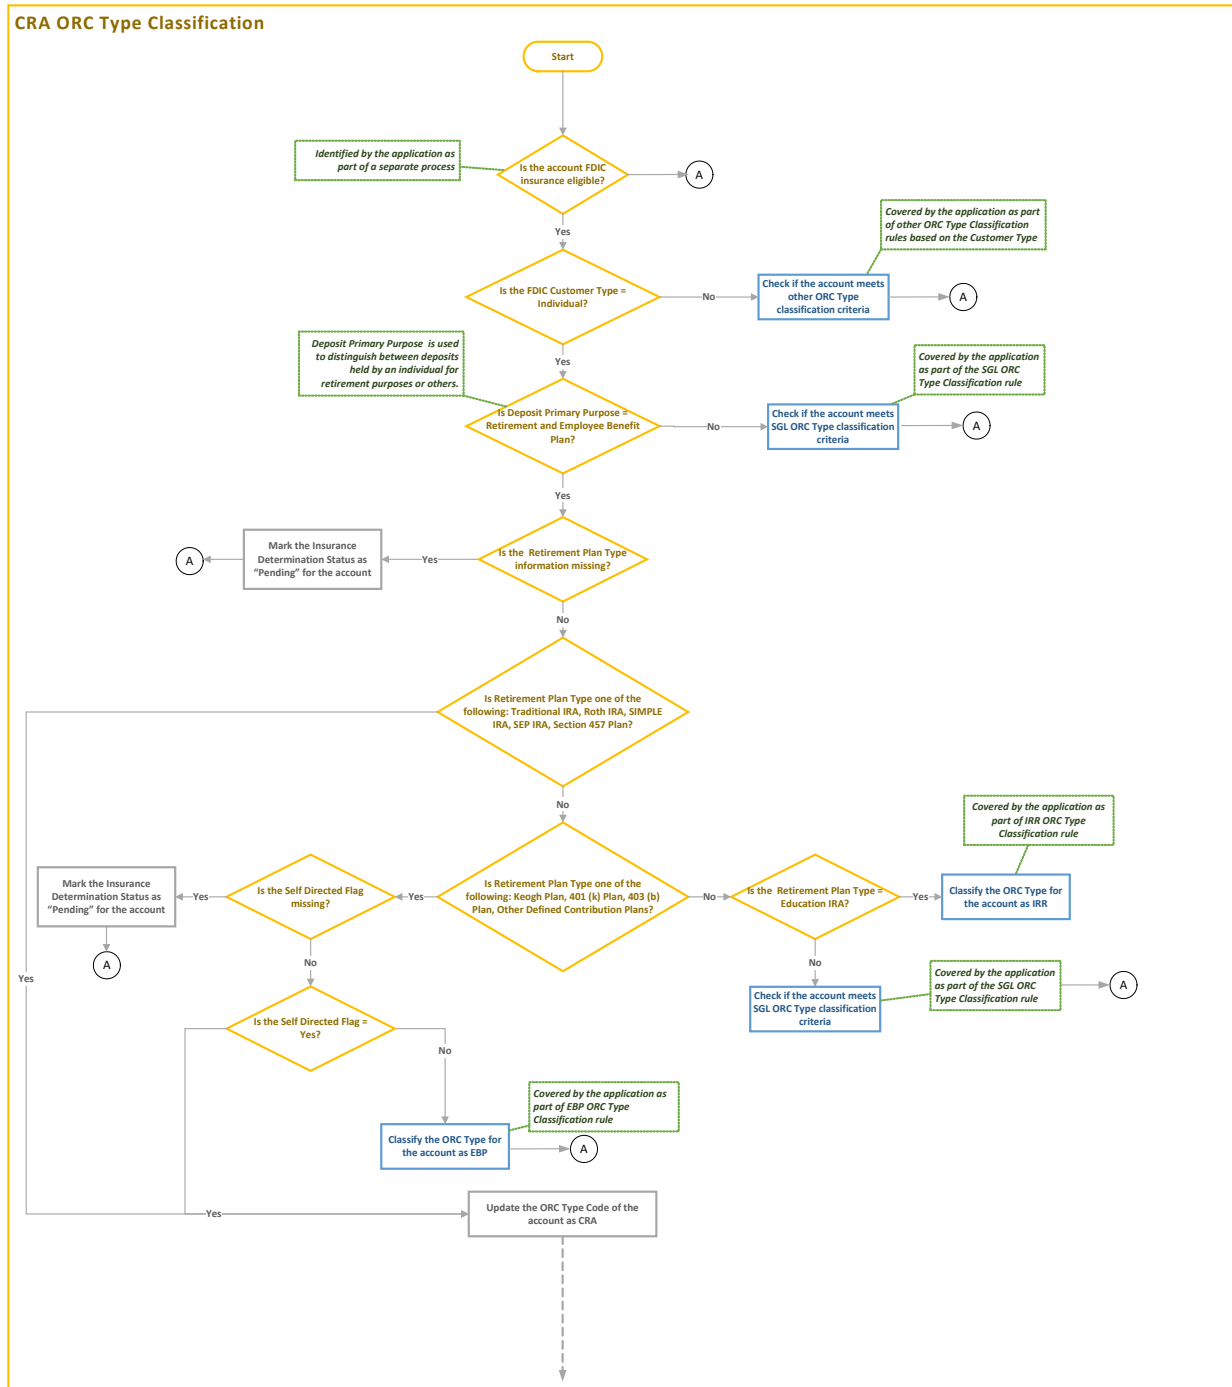 CRA ORC Type Classification
Start
Identified by the application as
part of a separate process
Is the account FDIC
insurance eligible?
A
Yes
Covered by the application as part
of other ORC Type Classification
rules based on the Customer Type
Is the FDIC Customer Type =
Individual?
No
Check if the account meets
other ORC Type
classification criteria
A
Deposit Primary Purpose is used
to distinguish between deposits
held by an individual for
retirement purposes or others.
Yes
Covered by the application
as part of the SGL ORC
Type Classification rule
Is Deposit Primary Purpose =
Retirement and Employee Benefit
Plan?
No
Check if the account meets
SGL ORC Type classification
criteria
A
Yes
A
Mark the Insurance
Determination Status as
“Pending” for the account
Yes
Is the Retirement Plan Type
information missing?
No
Is Retirement Plan Type one of the
following: Traditional IRA, Roth IRA, SIMPLE
IRA, SEP IRA, Section 457 Plan?
No
Covered by the application as
part of IRR ORC Type
Classification rule
Mark the Insurance
Determination Status as
“Pending” for the account
Yes
Is the Self Directed Flag
missing?
Yes
Is Retirement Plan Type one of the
following: Keogh Plan, 401 (k) Plan, 403 (b)
Plan, Other Defined Contribution Plans?
No
Is the Retirement Plan Type =
Education IRA?
Yes
Classify the ORC Type for
the account as IRR
A
Yes
No
No
Covered by the application
as part of the SGL ORC
Type Classification rule
A
Check if the account meets
SGL ORC Type classification
criteria
Is the Self Directed Flag =
Yes?
No
Covered by the application as
part of EBP ORC Type
Classification rule
Classify the ORC Type for
the account as EBP
A
Yes
Update the ORC Type Code of the
account as CRA